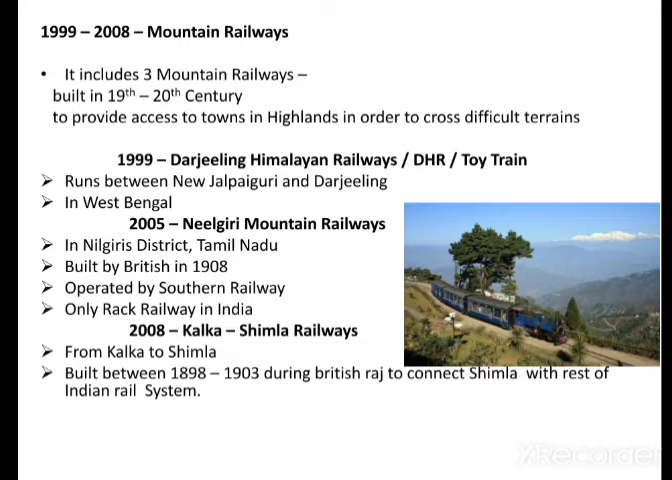 1999 – 2008 – Mountain Railways
• It includes 3 Mountain Railways –
built in 19th – 20th Century
to provide access to towns in Highlands in order to cross difficult terrains
1999 – Darjeeling Himalayan Railways / DHR / Toy Train
➢ Runs between New Jalpaiguri and Darjeeling
➢ In West Bengal
2005 – Neelgiri Mountain Railways
➢ In Nilgiris District, Tamil Nadu
➢ Built by British in 1908
➢ Operated by Southern Railway
➢ Only Rack Railway in India
2008 – Kalka – Shimla Railways
➢ From Kalka to Shimla
➢ Built between 1898 – 1903 during british raj to connect Shimla with rest of
Indian rail System.
XRecorder